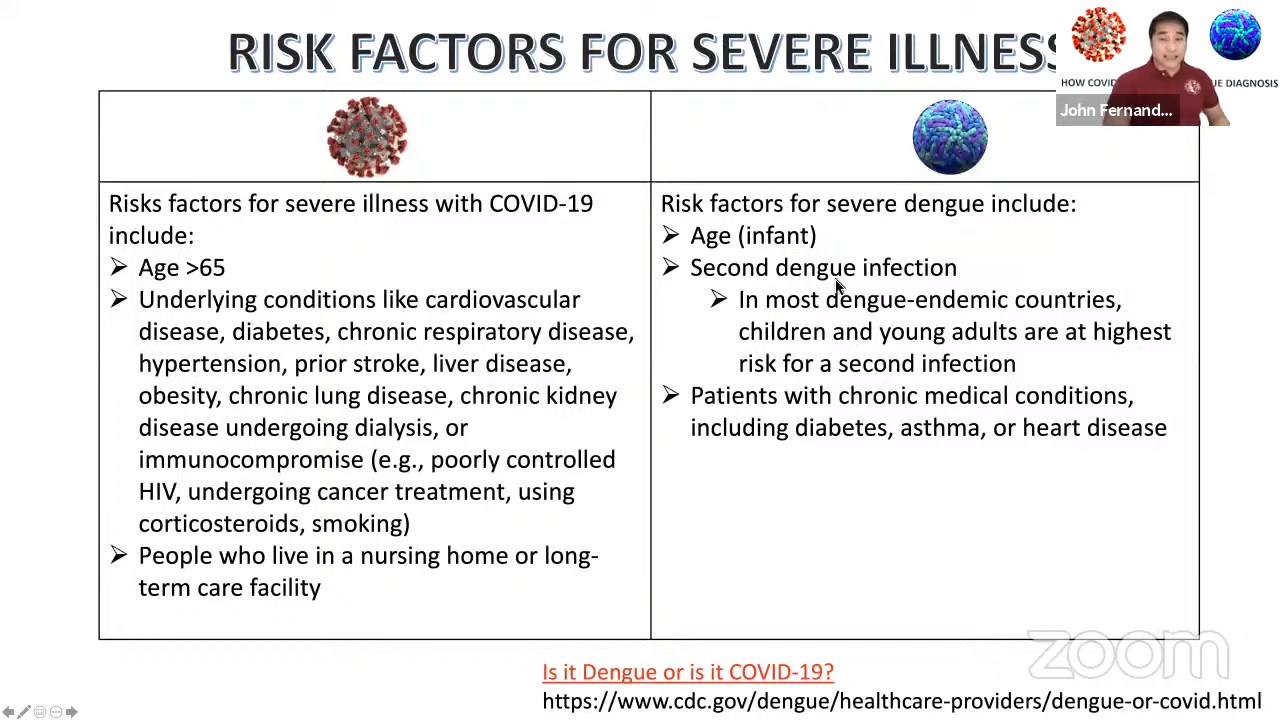 RISK FACTORS FOR SEVERE ILLNESS
HOW COVID
UE DIAGNOSIS
John Fernand...
Risks factors for severe illness with COVID-19
include:
➢ Age >65
➢ Underlying conditions like cardiovascular
disease, diabetes, chronic respiratory disease,
hypertension, prior stroke, liver disease,
obesity, chronic lung disease, chronic kidney
disease undergoing dialysis, or
immunocompromise (e.g., poorly controlled
HIV, undergoing cancer treatment, using
corticosteroids, smoking)
➢ People who live in a nursing home or long-
term care facility
Risk factors for severe dengue include:
➢ Age (infant)
➢ Second dengue infection
➢ In most dengue-endemic countries,
children and young adults are at highest
risk for a second infection
➢ Patients with chronic medical conditions,
including diabetes, asthma, or heart disease
zoom
Is it Dengue or is it COVID-19?
https://www.cdc.gov/dengue/healthcare-providers/dengue-or-covid.html